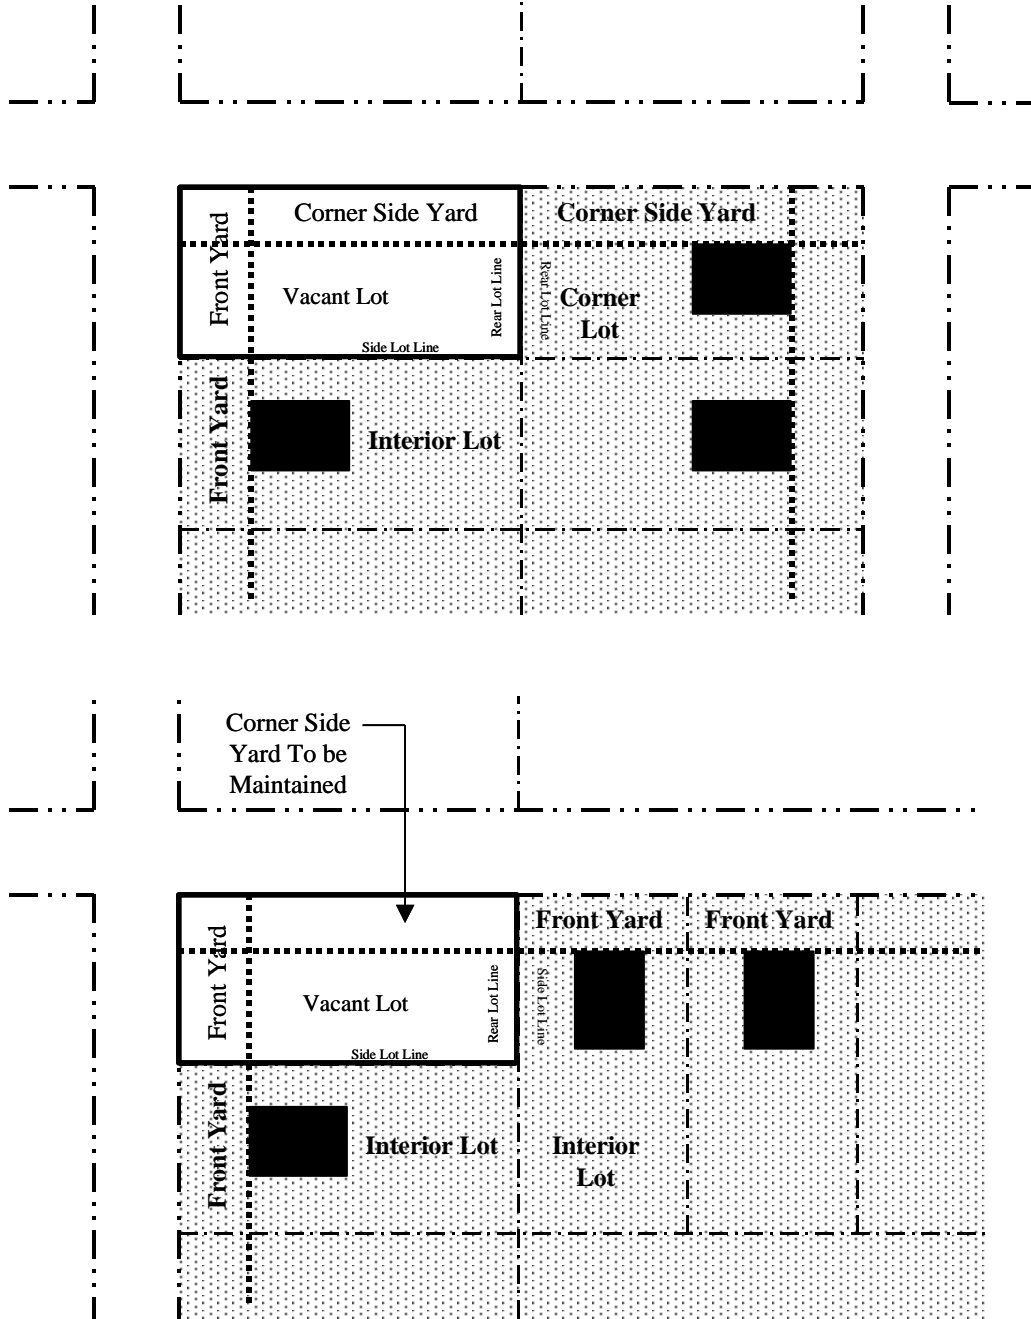 Corner Side Yard
Corner Side Yard
Front Yard
Vacant Lot
Rear Lot Line
Rear Lot Line
Corner
Lot
Side Lot Line
Front Yard
Interior Lot
Corner Side
Yard To be
Maintained
Front Yard
Front Yard
Front Yard
Vacant Lot
Rear Lot Line
Side Lot Line
Side Lot Line
Front Yard
Interior Lot
Interior
Lot